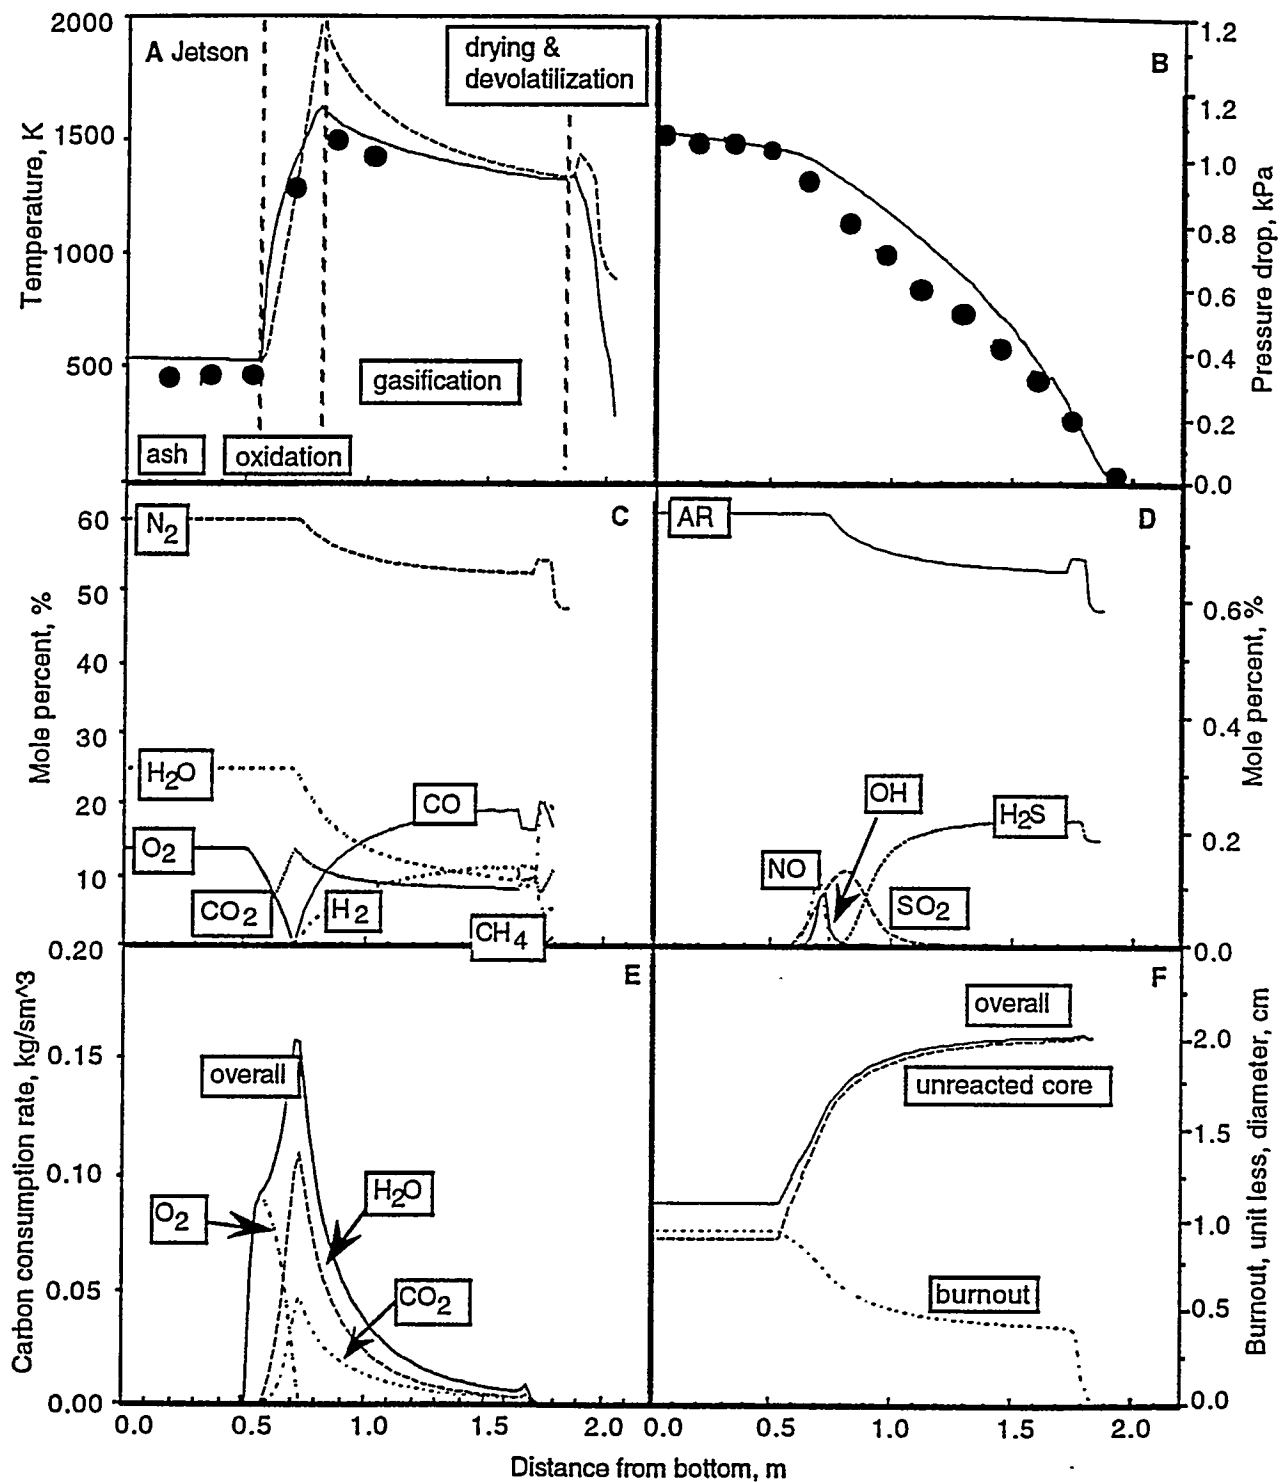 2000
1500
1000
500
Temperature, K
A Jetson
drying &
devolatilization
gasification
ash
oxidation
B
1.2
1.2
1.0
0.8
0.6
0.4
0.2
0.0
Pressure drop, kPa
60
50
40
30
20
10
Mole percent, %
N2
C
H2O
O2
CO
CO2
H2
CH4
AR
D
OH
H2S
NO
SO2
0.6%
0.4
0.2
0.0
Mole percent, %
0.20
0.15
0.10
0.05
0.00
Carbon consumption rate, kg/sm^3
E
overall
O2
H2O
CO2
F
overall
unreacted core
burnout
2.0
1.5
1.0
0.5
0.0
Burnout, unit less, diameter, cm
0.0 0.5 1.0 1.5 2.0 0.0 0.5 1.0 1.5 2.0
Distance from bottom, m